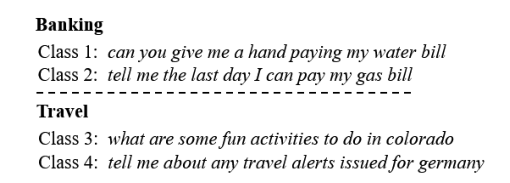 Banking
Class 1: can you give me a hand paying my water bill
Class 2: tell me the last day I can pay my gas bill
Travel
Class 3: what are some fun activities to do in colorado
Class 4: tell me about any travel alerts issued for germany